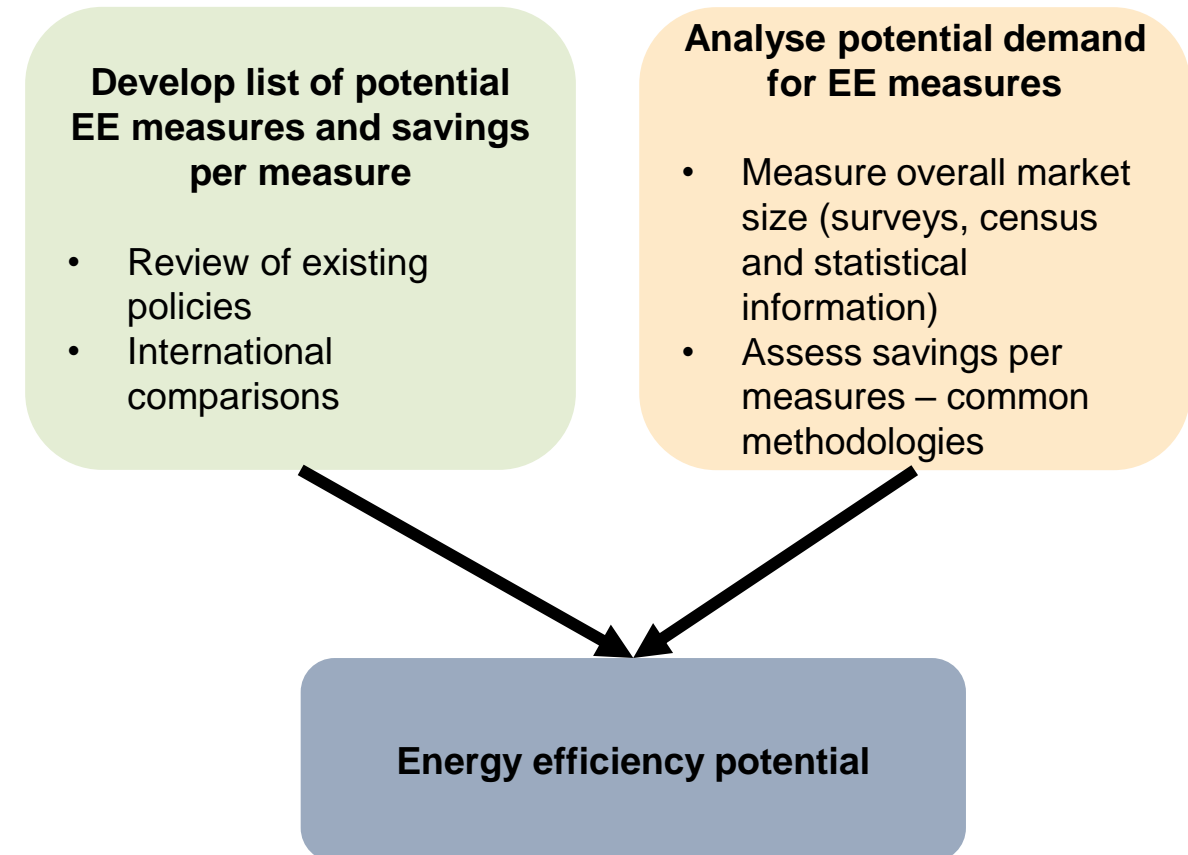 Develop list of potential
EE measures and savings
per measure
• Review of existing
policies
• International
comparisons
Analyse potential demand
for EE measures
• Measure overall market
size (surveys, census
and statistical
information)
• Assess savings per
measures – common
methodologies
Energy efficiency potential